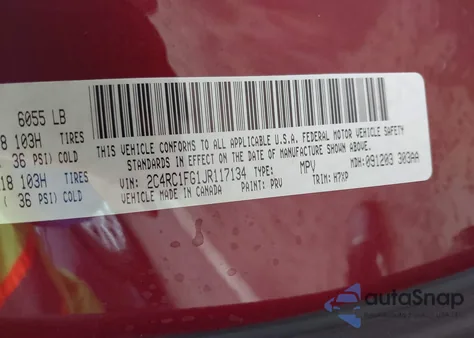 6055 LB
8 103H TIRES
36 PSI) COLD
18 103H TIRES
( 36 PSI) COLD
THIS VEHICLE CONFORMS TO ALL APPLICABLE U.S.A. FEDERAL MOTOR VEHICLE SAFETY
STANDARDS IN EFFECT ON THE DATE OF MANUFACTURE SHOWN ABOVE.
VIN: 2C4RC1FG1JR117134 TYPE: MPV MDH:091203 303AA
VEHICLE MADE IN CANADA PAINT: PRV TRIM: H7XP
autoSnap